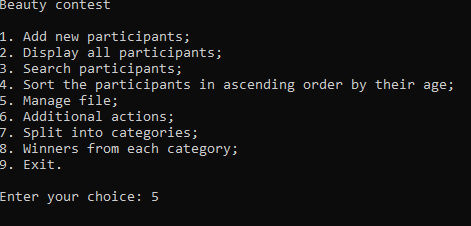 Beauty contest
1. Add new participants;
2. Display all participants;
3. Search participants;
4. Sort the participants in ascending order by their age;
5. Manage file;
6. Additional actions;
7. Split into categories;
8. Winners from each category;
9. Exit.
Enter your choice: 5